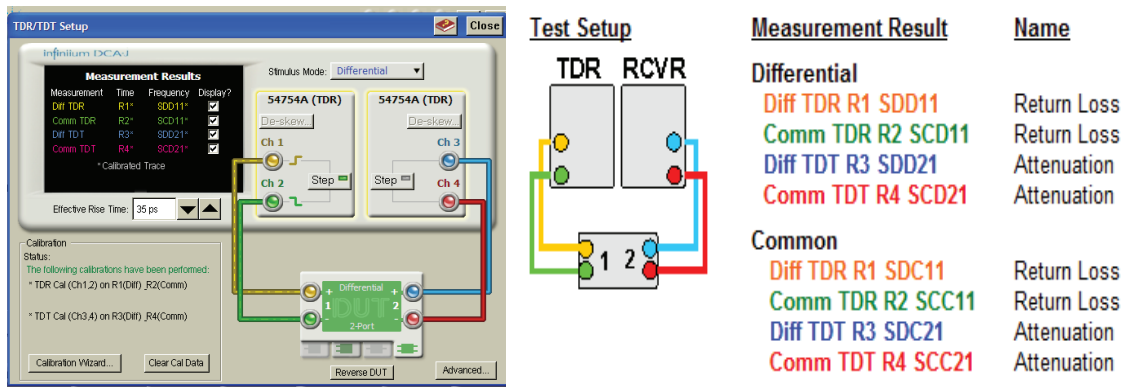 TDR/TDT Setup
Close
Infiniium DCA-J
Measurement Results
Measurement Time Frequency Display?
Diff TDR R1* SDD11*
Comm TDR R2* SCD11*
Diff TDT R3* SDD21*
Comm TDT R4* SCD21*
* Calibrated Trace
Effective Rise Time: 35 ps
Stimulus Mode: Differential
54754A (TDR) 54754A (TDR)
De-skew... De-skew...
Ch 1 Ch 3
Step Step
Ch 2 Ch 4
Calibration
Status:
The following calibrations have been performed:
* TDR Cal (Ch1,2) on R1(Diff) ,R2(Comm)
* TDT Cal (Ch3,4) on R3(Diff) ,R4(Comm)
Calibration Wizard... Clear Cal Data
+ Differential +
1 DUT 2
- 2-Port -
Reverse DUT
Advanced...
Test Setup
TDR RCVR
1 2
Measurement Result Name
Differential
Diff TDR R1 SDD11 Return Loss
Comm TDR R2 SCD11 Return Loss
Diff TDT R3 SDD21 Attenuation
Comm TDT R4 SCD21 Attenuation
Common
Diff TDR R1 SDC11 Return Loss
Comm TDR R2 SCC11 Return Loss
Diff TDT R3 SDC21 Attenuation
Comm TDT R4 SCC21 Attenuation